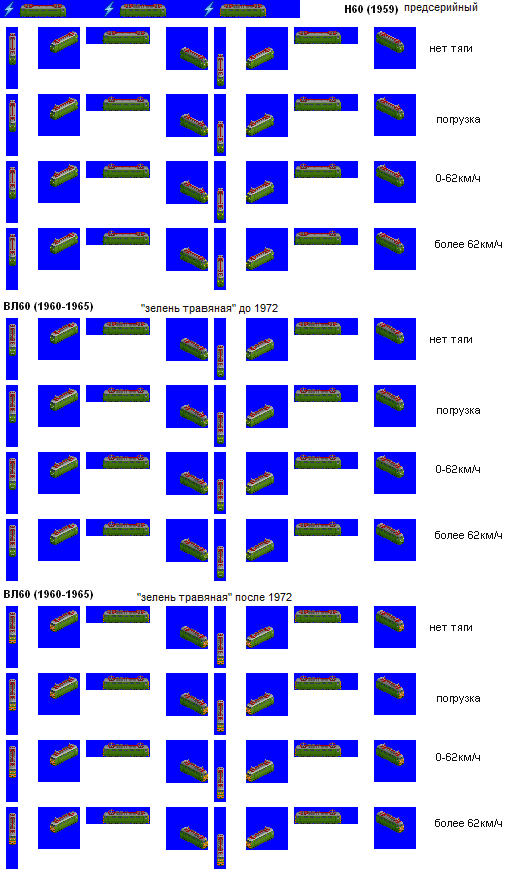 Н60 (1959) предсерийный
нет тяги
погрузка
0-62км/ч
более 62км/ч
ВЛ60 (1960-1965) "зелень травяная" до 1972
нет тяги
погрузка
0-62км/ч
более 62км/ч
ВЛ60 (1960-1965) "зелень травяная" после 1972
нет тяги
погрузка
0-62км/ч
более 62км/ч